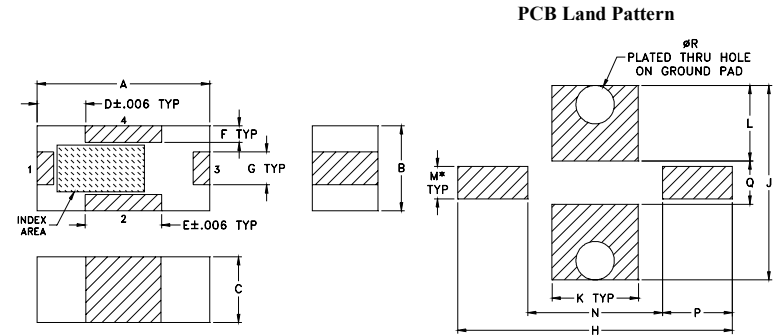 PCB Land Pattern
A
D±.006 TYP
4
F TYP
1
3
G TYP
B
INDEX
AREA
2
E±.006 TYP
C
øR
PLATED THRU HOLE
ON GROUND PAD
L
M*
TYP
Q
J
K TYP
N
P
H